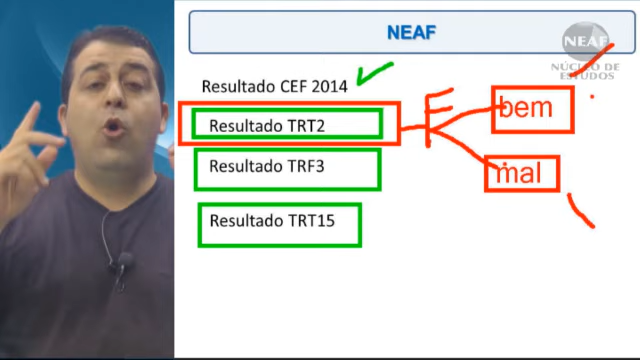 NEAF
NEAF
NÚCLEO DE
ESTUDOS
Resultado CEF 2014
Resultado TRT2
Resultado TRF3
Resultado TRT15
F
bem
mal